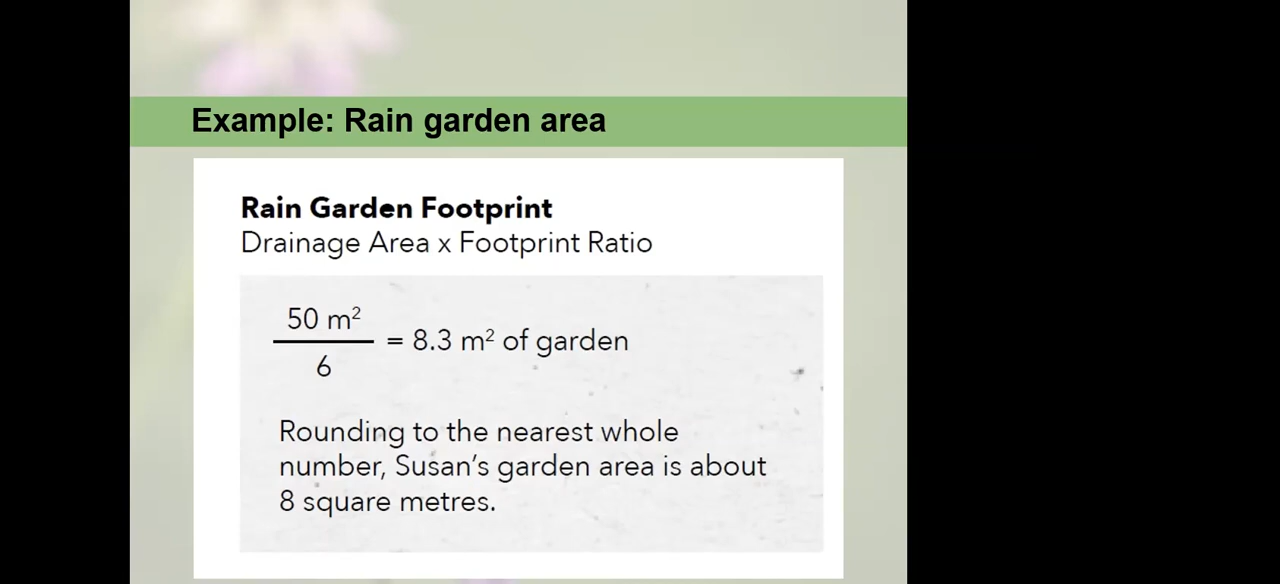 Example: Rain garden area
Rain Garden Footprint
Drainage Area x Footprint Ratio
50 m²
6
= 8.3 m² of garden
Rounding to the nearest whole
number, Susan’s garden area is about
8 square metres.